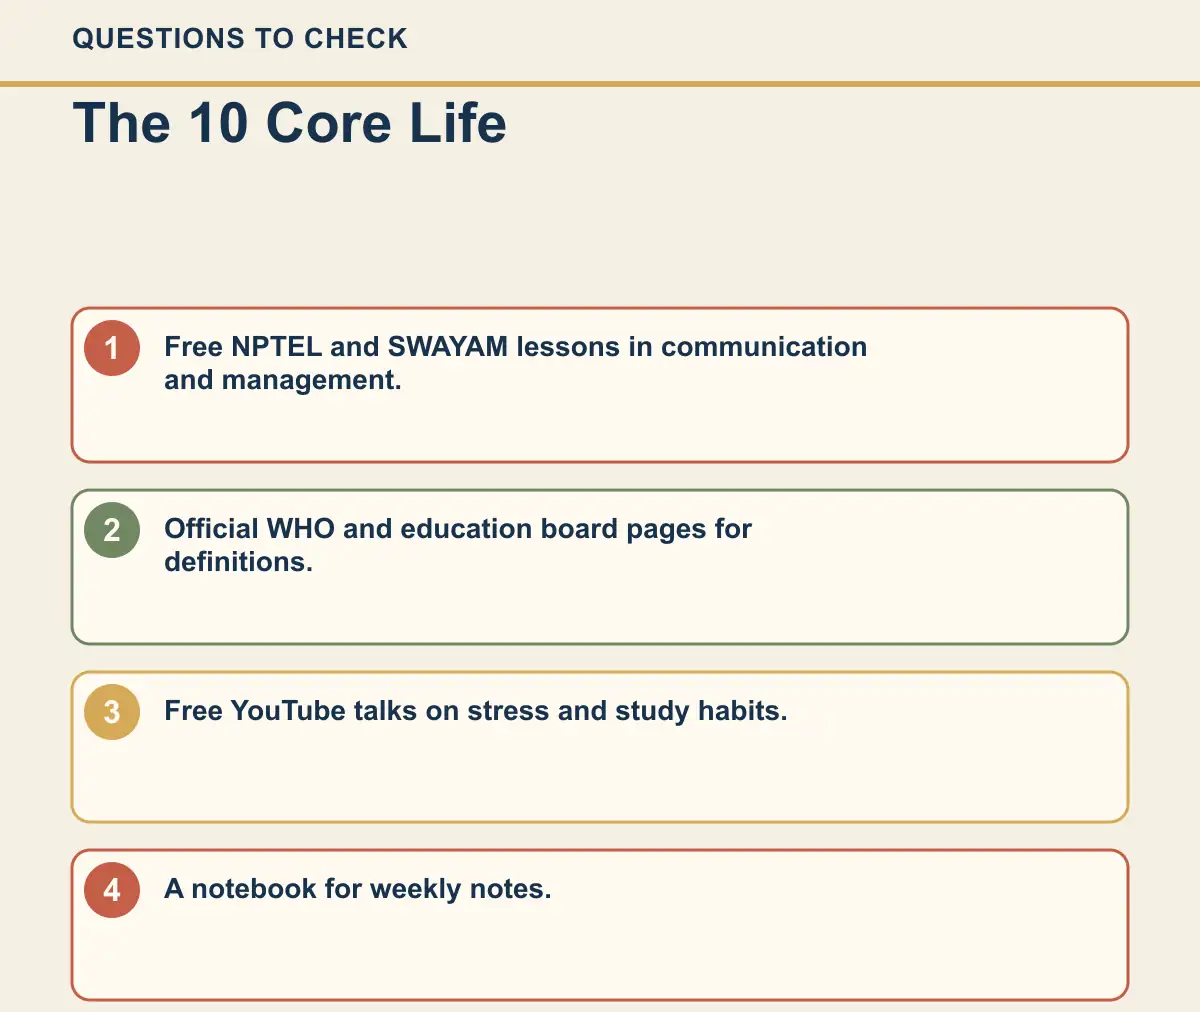 QUESTIONS TO CHECK
The 10 Core Life
1
Free NPTEL and SWAYAM lessons in communication
and management.
2
Official WHO and education board pages for
definitions.
3
Free YouTube talks on stress and study habits.
4
A notebook for weekly notes.